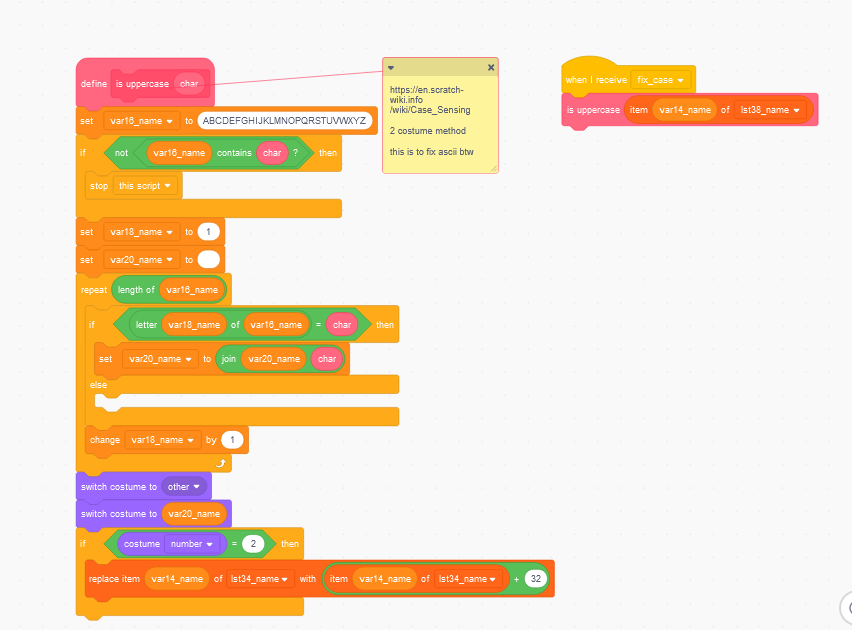 define is uppercase char
set var16_name to ABCDEFGHIJKLMNOPQRSTUVWXYZ
if not var16_name contains char ? then
stop this script
set var18_name to 1
set var20_name to
repeat length of var16_name
if letter var18_name of var16_name = char then
set var20_name to join var20_name char
else
change var18_name by 1
switch costume to other
switch costume to var20_name
if costume number = 2 then
replace item var14_name of lst34_name with item var14_name of lst34_name + 32
https://en.scratch-
wiki.info
/wiki/Case_Sensing
2 costume method
this is to fix ascii btw
when I receive fix_case
is uppercase item var14_name of lst38_name